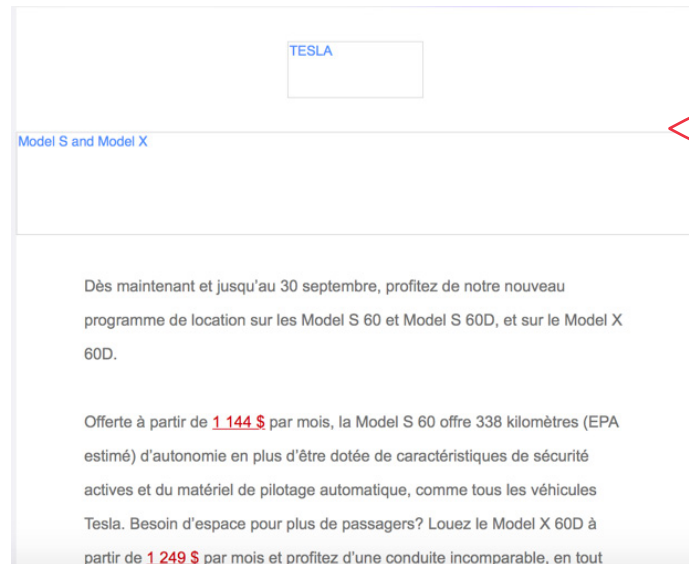 TESLA
Model S and Model X
Dès maintenant et jusqu’au 30 septembre, profitez de notre nouveau
programme de location sur les Model S 60 et Model S 60D, et sur le Model X
60D.
Offerte à partir de 1 144 $ par mois, la Model S 60 offre 338 kilomètres (EPA
estimé) d’autonomie en plus d’être dotée de caractéristiques de sécurité
actives et du matériel de pilotage automatique, comme tous les véhicules
Tesla. Besoin d’espace pour plus de passagers? Louez le Model X 60D à
partir de 1 249 $ par mois et profitez d’une conduite incomparable, en tout